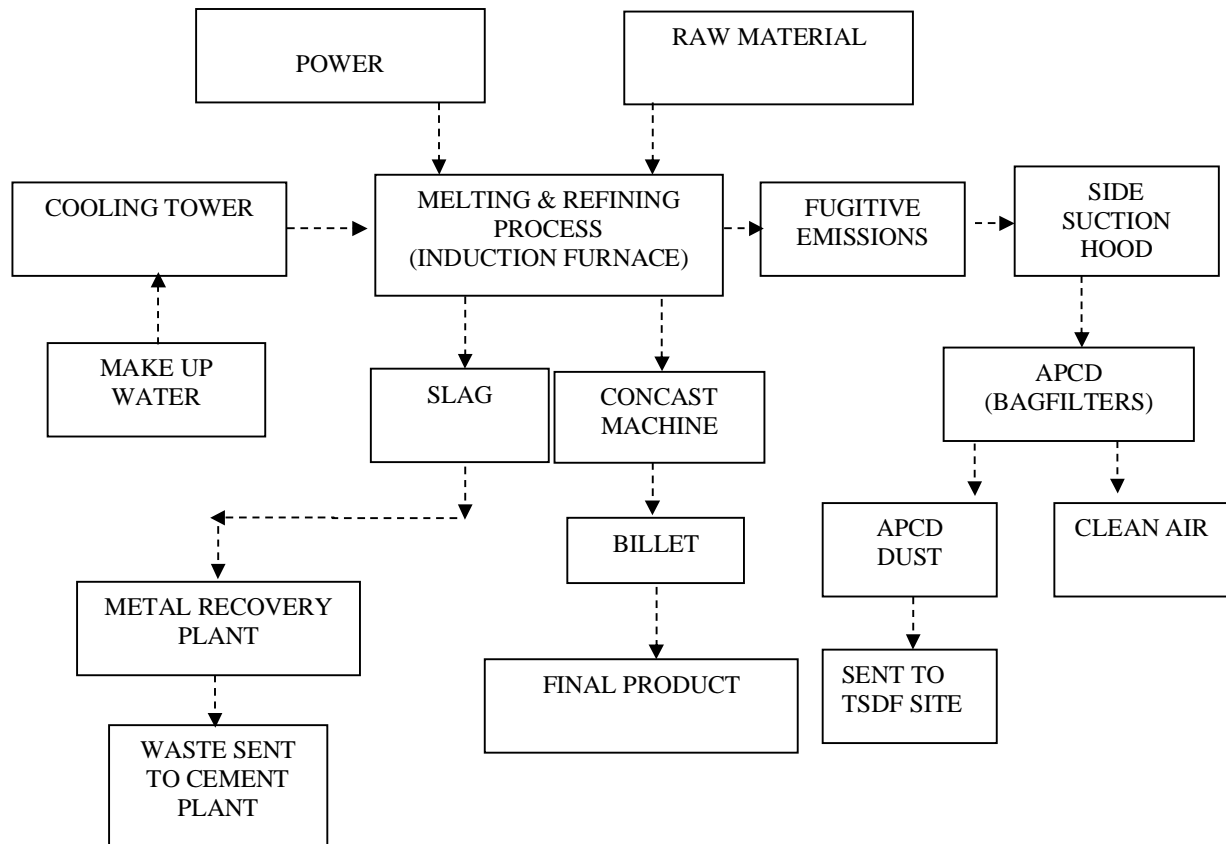 POWER
RAW MATERIAL
COOLING TOWER
MELTING & REFINING
PROCESS
(INDUCTION FURNACE)
FUGITIVE
EMISSIONS
SIDE
SUCTION
HOOD
MAKE UP
WATER
SLAG
CONCAST
MACHINE
APCD
(BAGFILTERS)
BILLET
APCD
DUST
CLEAN AIR
METAL RECOVERY
PLANT
FINAL PRODUCT
SENT TO
TSDF SITE
WASTE SENT
TO CEMENT
PLANT